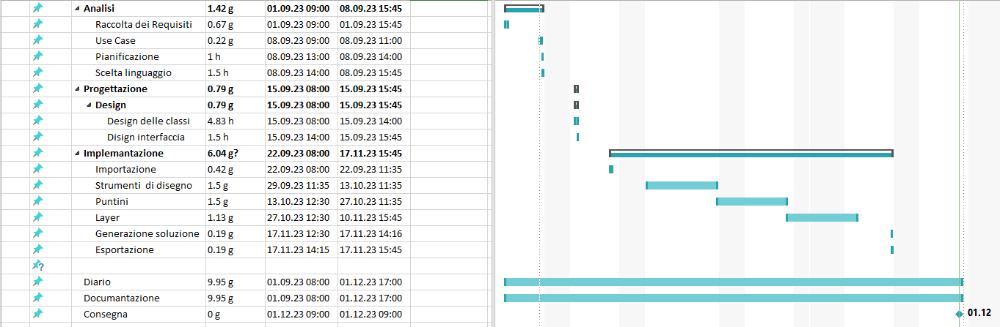 Analisi 1.42 g 01.09.23 09:00 08.09.23 15:45
Raccolta dei Requisiti 0.67 g 01.09.23 09:00 01.09.23 15:45
Use Case 0.22 g 08.09.23 09:00 08.09.23 11:00
Pianificazione 1 h 08.09.23 13:00 08.09.23 14:00
Scelta linguaggio 1.5 h 08.09.23 14:00 08.09.23 15:45
Progettazione 0.79 g 15.09.23 08:00 15.09.23 15:45
Design 0.79 g 15.09.23 08:00 15.09.23 15:45
Design delle classi 4.83 h 15.09.23 08:00 15.09.23 14:00
Disign interfaccia 1.5 h 15.09.23 14:00 15.09.23 15:45
Implemantazione 6.04 g? 22.09.23 08:00 17.11.23 15:45
Importazione 0.42 g 22.09.23 08:00 22.09.23 11:35
Strumenti di disegno 1.5 g 29.09.23 11:35 13.10.23 11:35
Puntini 1.5 g 13.10.23 12:30 27.10.23 11:35
Layer 1.13 g 27.10.23 12:30 10.11.23 15:45
Generazione soluzione 0.19 g 17.11.23 12:30 17.11.23 14:16
Esportazione 0.19 g 17.11.23 14:15 17.11.23 15:45
?
Diario 9.95 g 01.09.23 08:00 01.12.23 17:00
Documantazione 9.95 g 01.09.23 08:00 01.12.23 17:00
Consegna 0 g 01.12.23 09:00 01.12.23 09:00 01.12